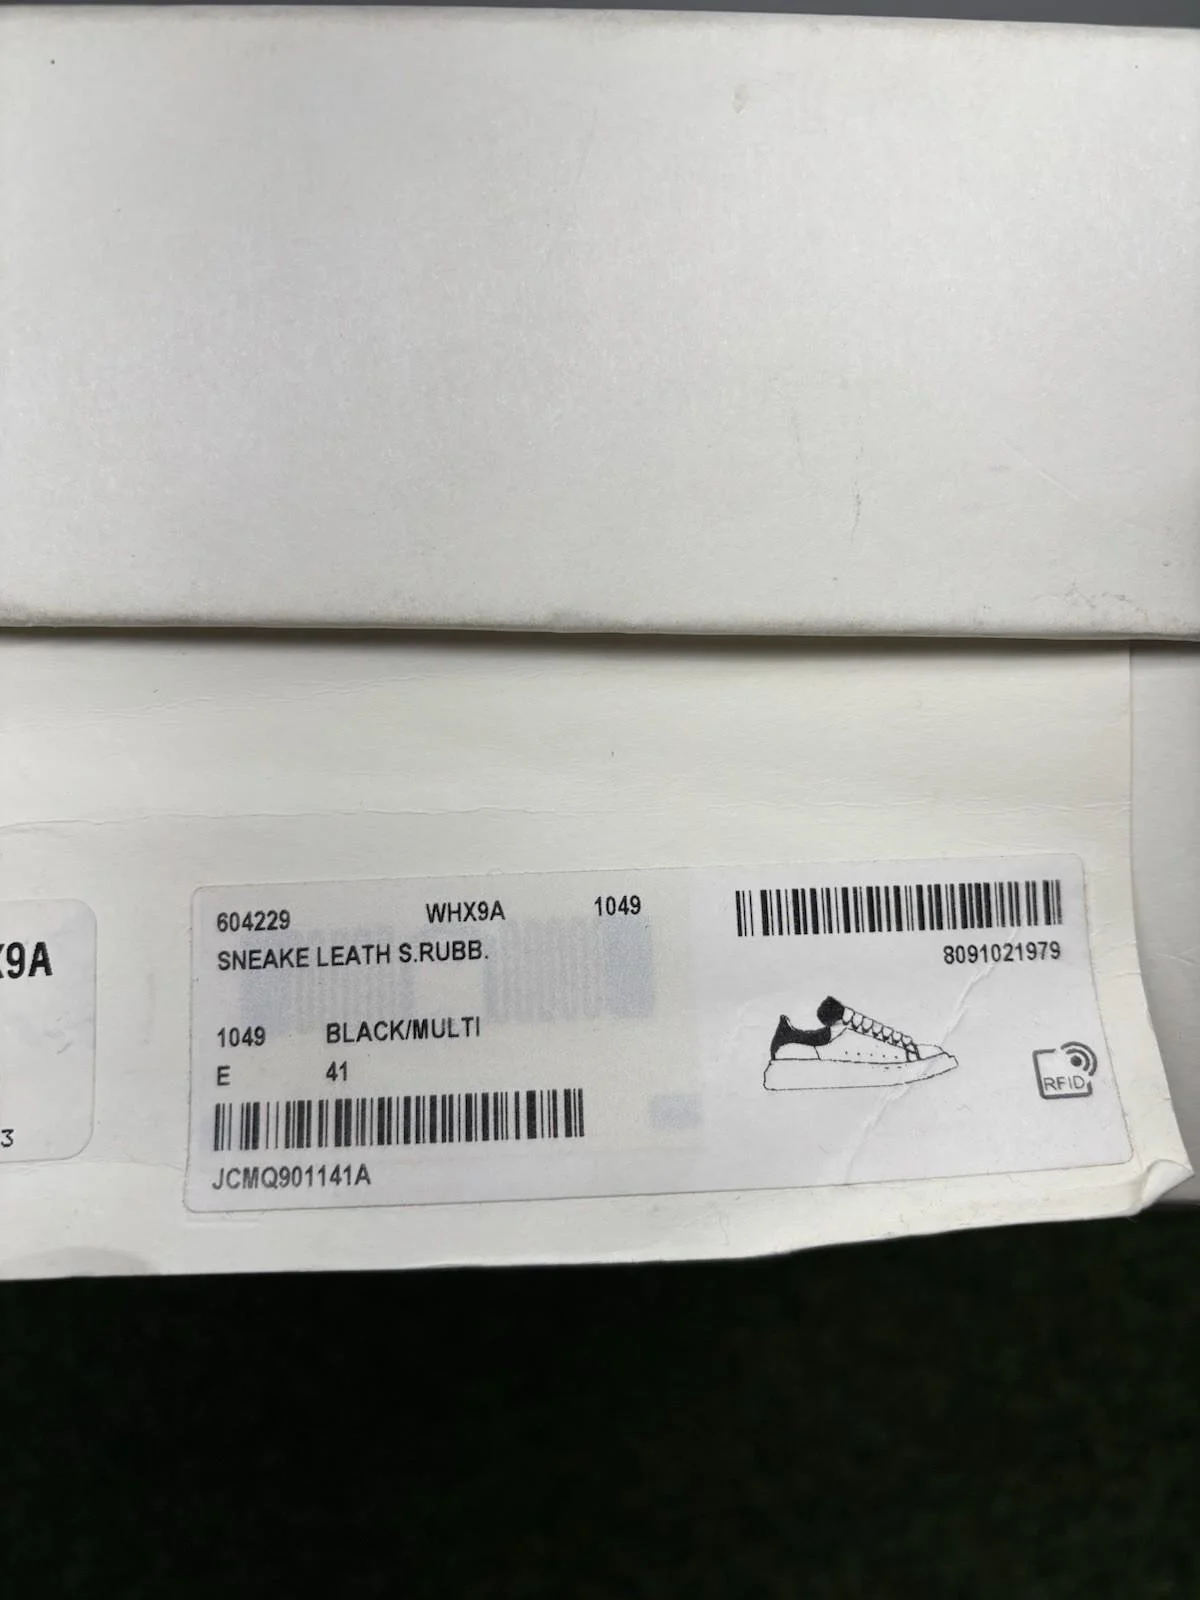 604229 WHX9A 1049
SNEAKE LEATH S.RUBB.
1049 BLACK/MULTI
E 41
JCMQ901141A
8091021979
RFID
X9A
3